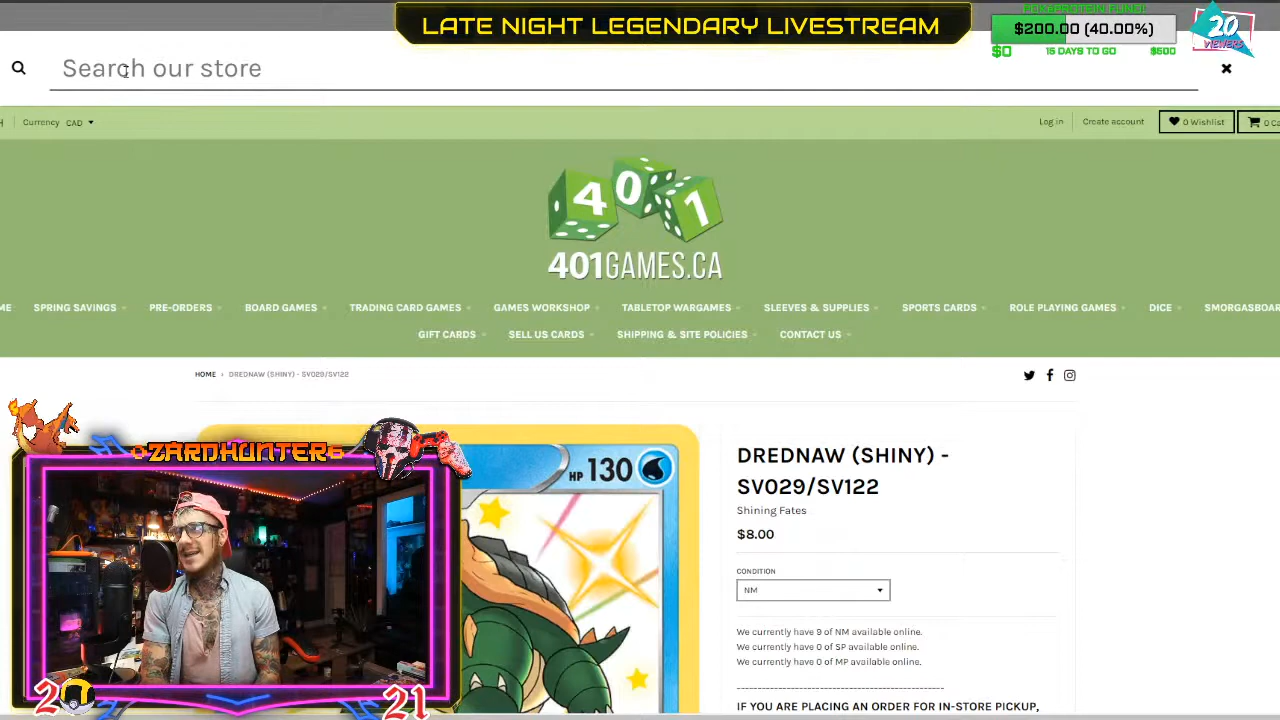 LATE NIGHT LEGENDARY LIVESTREAM
$200.00 (40.00%)
$0 15 DAYS TO GO $500
20
VIEWERS
Search our store
Currency CAD
Log in Create account 0 Wishlist
401
401GAMES.CA
SPRING SAVINGS PRE-ORDERS BOARD GAMES TRADING CARD GAMES GAMES WORKSHOP TABLETOP WARGAMES SLEEVES & SUPPLIES SPORTS CARDS ROLE PLAYING GAMES DICE SMORGASBOAR
GIFT CARDS SELL US CARDS SHIPPING & SITE POLICIES CONTACT US
HOME › DREDNAW (SHINY) - SV029/SV122
ZARDHUNTER
HP 130
DREDNAW (SHINY) -
SV029/SV122
Shining Fates
$8.00
CONDITION
NM
We currently have 9 of NM available online.
We currently have 0 of SP available online.
We currently have 0 of MP available online.
------------------------------------------------
IF YOU ARE PLACING AN ORDER FOR IN-STORE PICKUP,
21